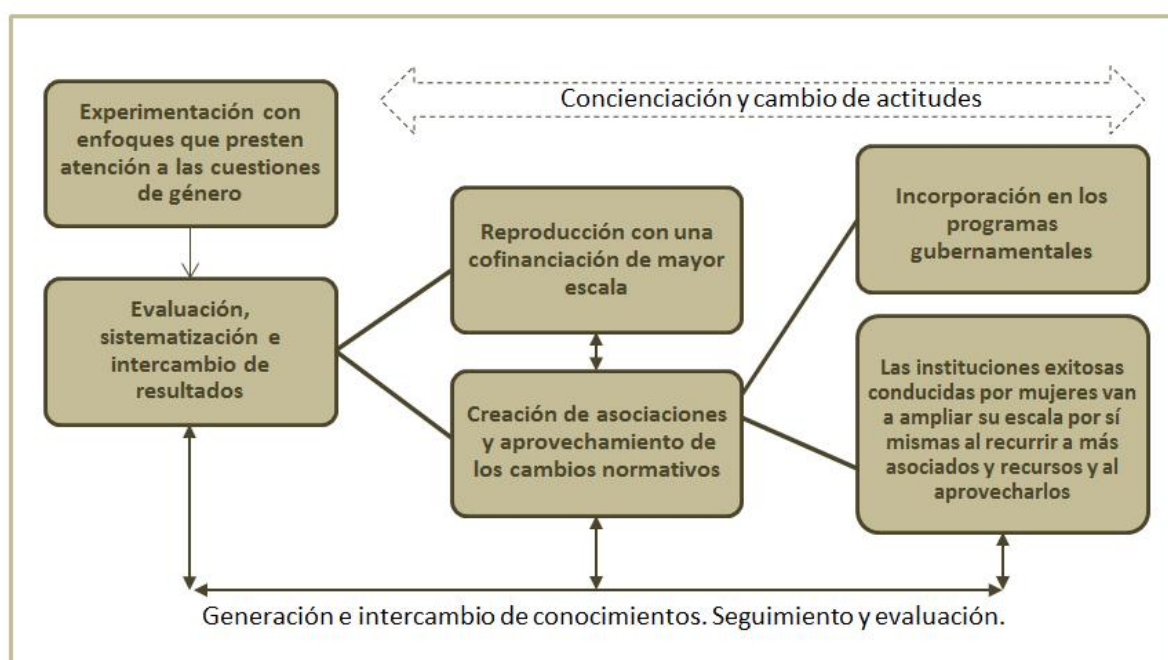 Experimentación con
enfoques que presten
atención a las cuestiones
de género
Concienciación y cambio de actitudes
Evaluación,
sistematización e
intercambio de
resultados
Reproducción con una
cofinanciación de mayor
escala
Creación de asociaciones
y aprovechamiento de
los cambios normativos
Incorporación en los
programas
gubernamentales
Las instituciones exitosas
conducidas por mujeres van
a ampliar su escala por sí
mismas al recurrir a más
asociados y recursos y al
aprovecharlos
Generación e intercambio de conocimientos. Seguimiento y evaluación.